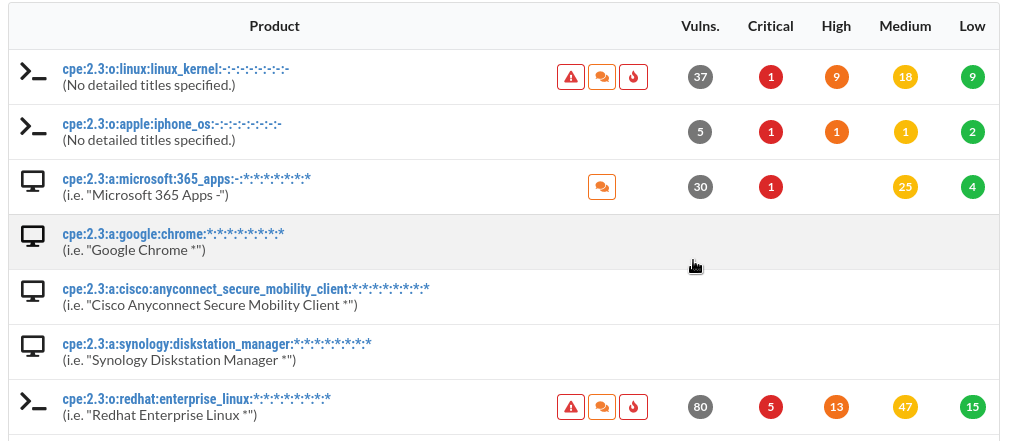 Product Vulns. Critical High Medium Low
cpe:2.3:o:linux:linux_kernel:-:-:-:-:-:-:-:- 37 1 9 18 9
(No detailed titles specified.)
cpe:2.3:o:apple:iphone_os:-:-:-:-:-:-:-:- 5 1 1 1 2
(No detailed titles specified.)
cpe:2.3:a:microsoft:365_apps:-:*:*:*:*:*:*:* 30 1 25 4
(i.e. "Microsoft 365 Apps -")
cpe:2.3:a:google:chrome:*:*:*:*:*:*:*:*
(i.e. "Google Chrome *")
cpe:2.3:a:cisco:anyconnect_secure_mobility_client:*:*:*:*:*:*:*:*
(i.e. "Cisco Anyconnect Secure Mobility Client *")
cpe:2.3:a:synology:diskstation_manager:*:*:*:*:*:*:*:*
(i.e. "Synology Diskstation Manager *")
cpe:2.3:o:redhat:enterprise_linux:*:*:*:*:*:*:*:* 80 5 13 47 15
(i.e. "Redhat Enterprise Linux *")